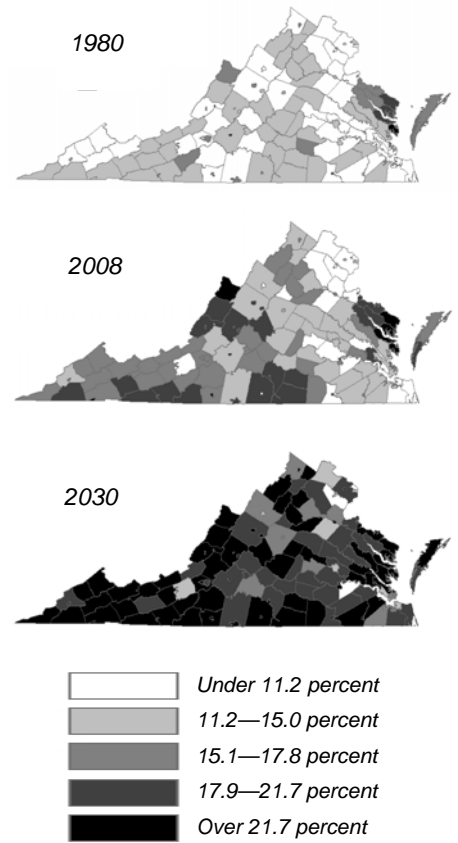 1980
2008
2030
Under 11.2 percent
11.2—15.0 percent
15.1—17.8 percent
17.9—21.7 percent
Over 21.7 percent